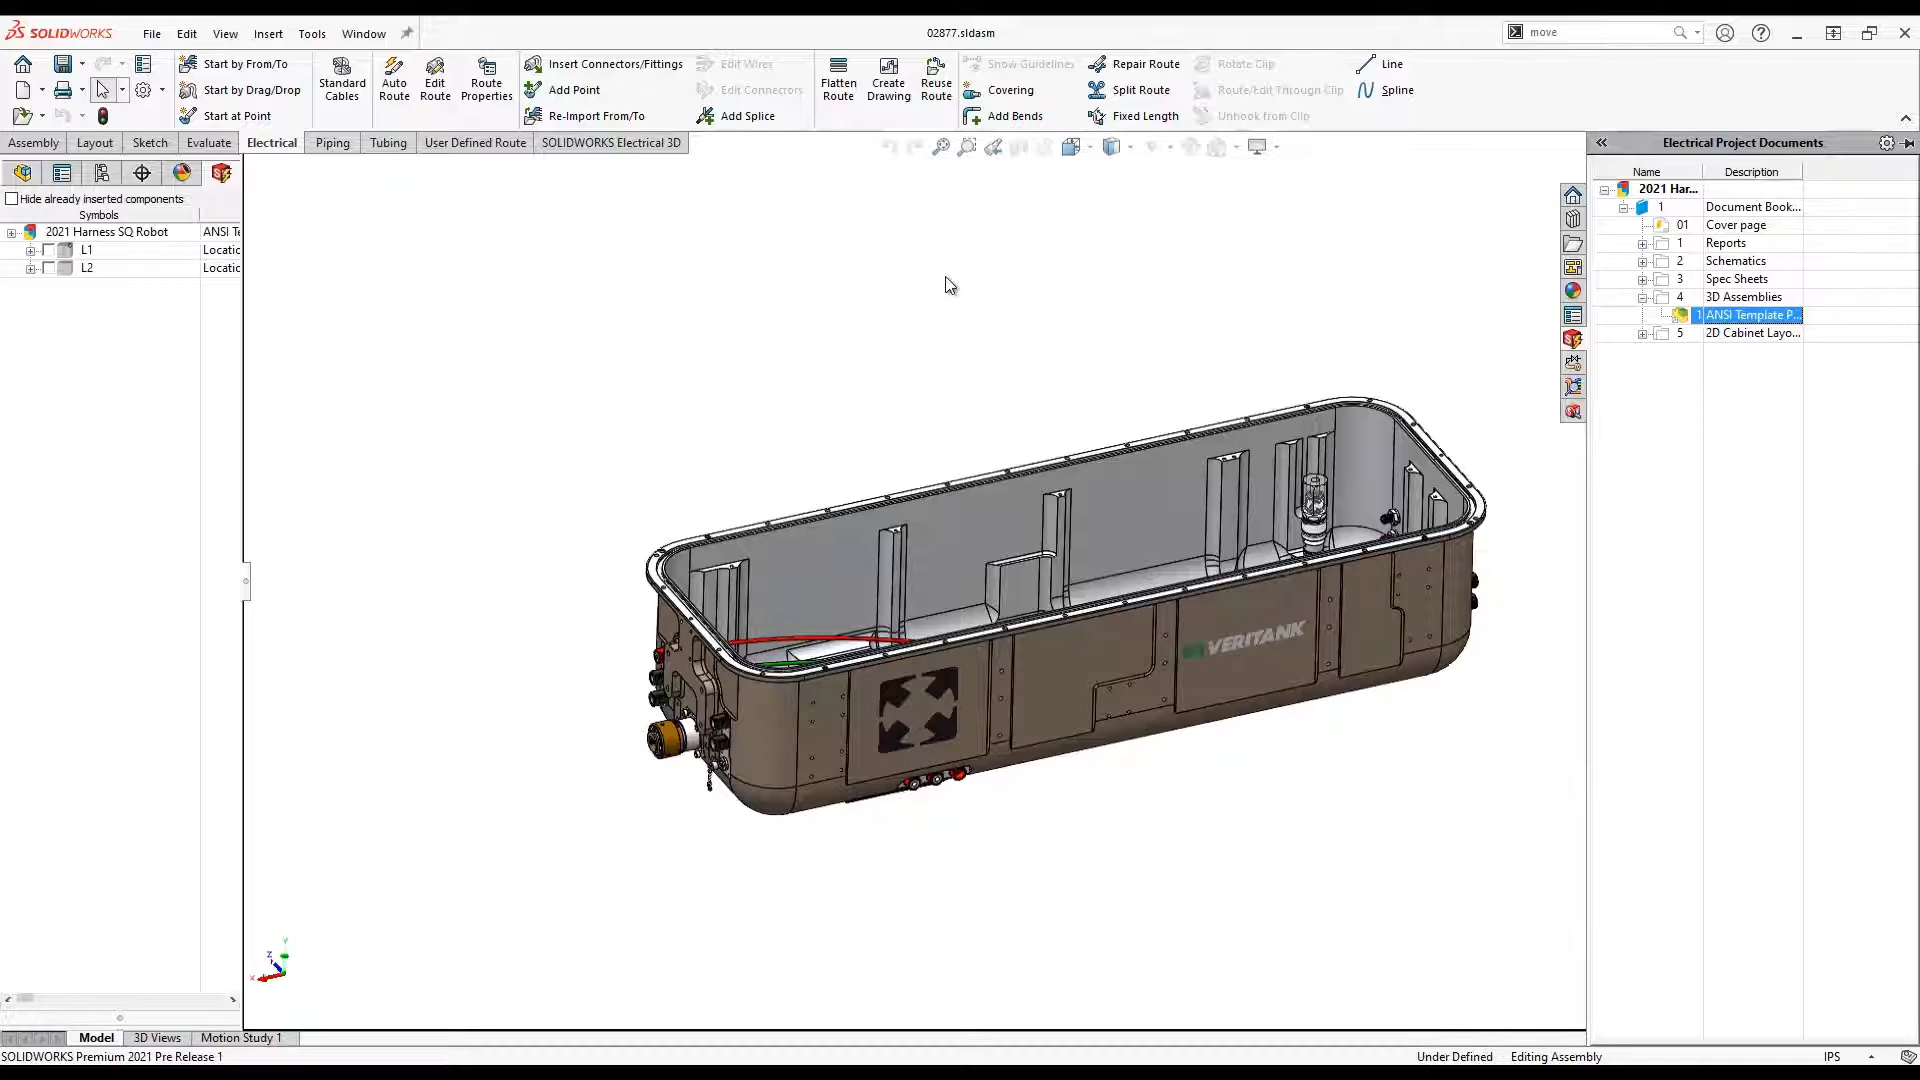 SOLIDWORKS File Edit View Insert Tools Window 02877.sldasm move
Start by From/To
Start by Drag/Drop
Start at Point
Standard Cables
Auto Route
Edit Route
Route Properties
Insert Connectors/Fittings
Add Point
Re-Import From/To
Edit Wires
Edit Connectors
Add Splice
Flatten Route
Create Drawing
Reuse Route
Show Guidelines
Covering
Add Bends
Repair Route
Split Route
Fixed Length
Rotate Clip
Route/Edit Through Clip
Unhook from Clip
Line
Spline
Assembly Layout Sketch Evaluate Electrical Piping Tubing User Defined Route SOLIDWORKS Electrical 3D
Hide already inserted components
Symbols
2021 Harness SQ Robot ANSI Te
L1 Locatic
L2 Locatic
Electrical Project Documents
Name Description
2021 Har...
1 Document Book...
01 Cover page
1 Reports
2 Schematics
3 Spec Sheets
4 3D Assemblies
1 ANSI Template P...
5 2D Cabinet Layo...
VERITANK
Y
Z
X
Model 3D Views Motion Study 1
SOLIDWORKS Premium 2021 Pre Release 1 Under Defined Editing Assembly IPS